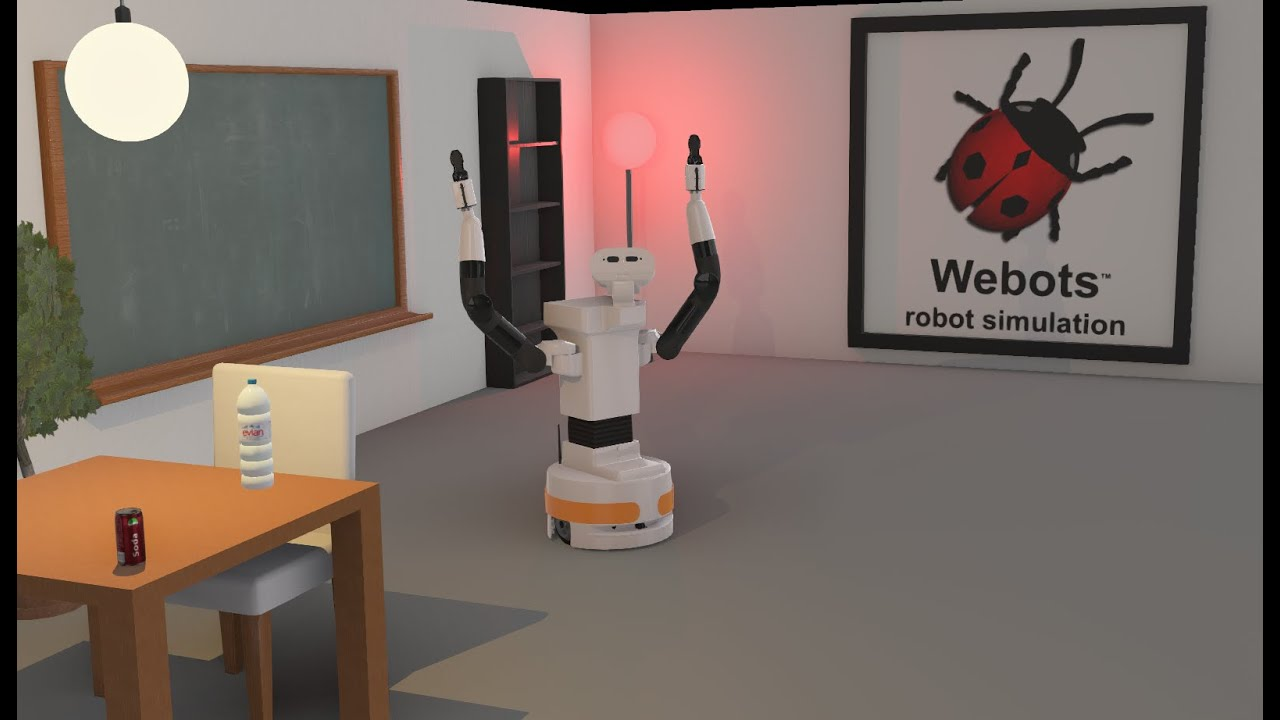 Webots™
robot simulation
evian
Soda